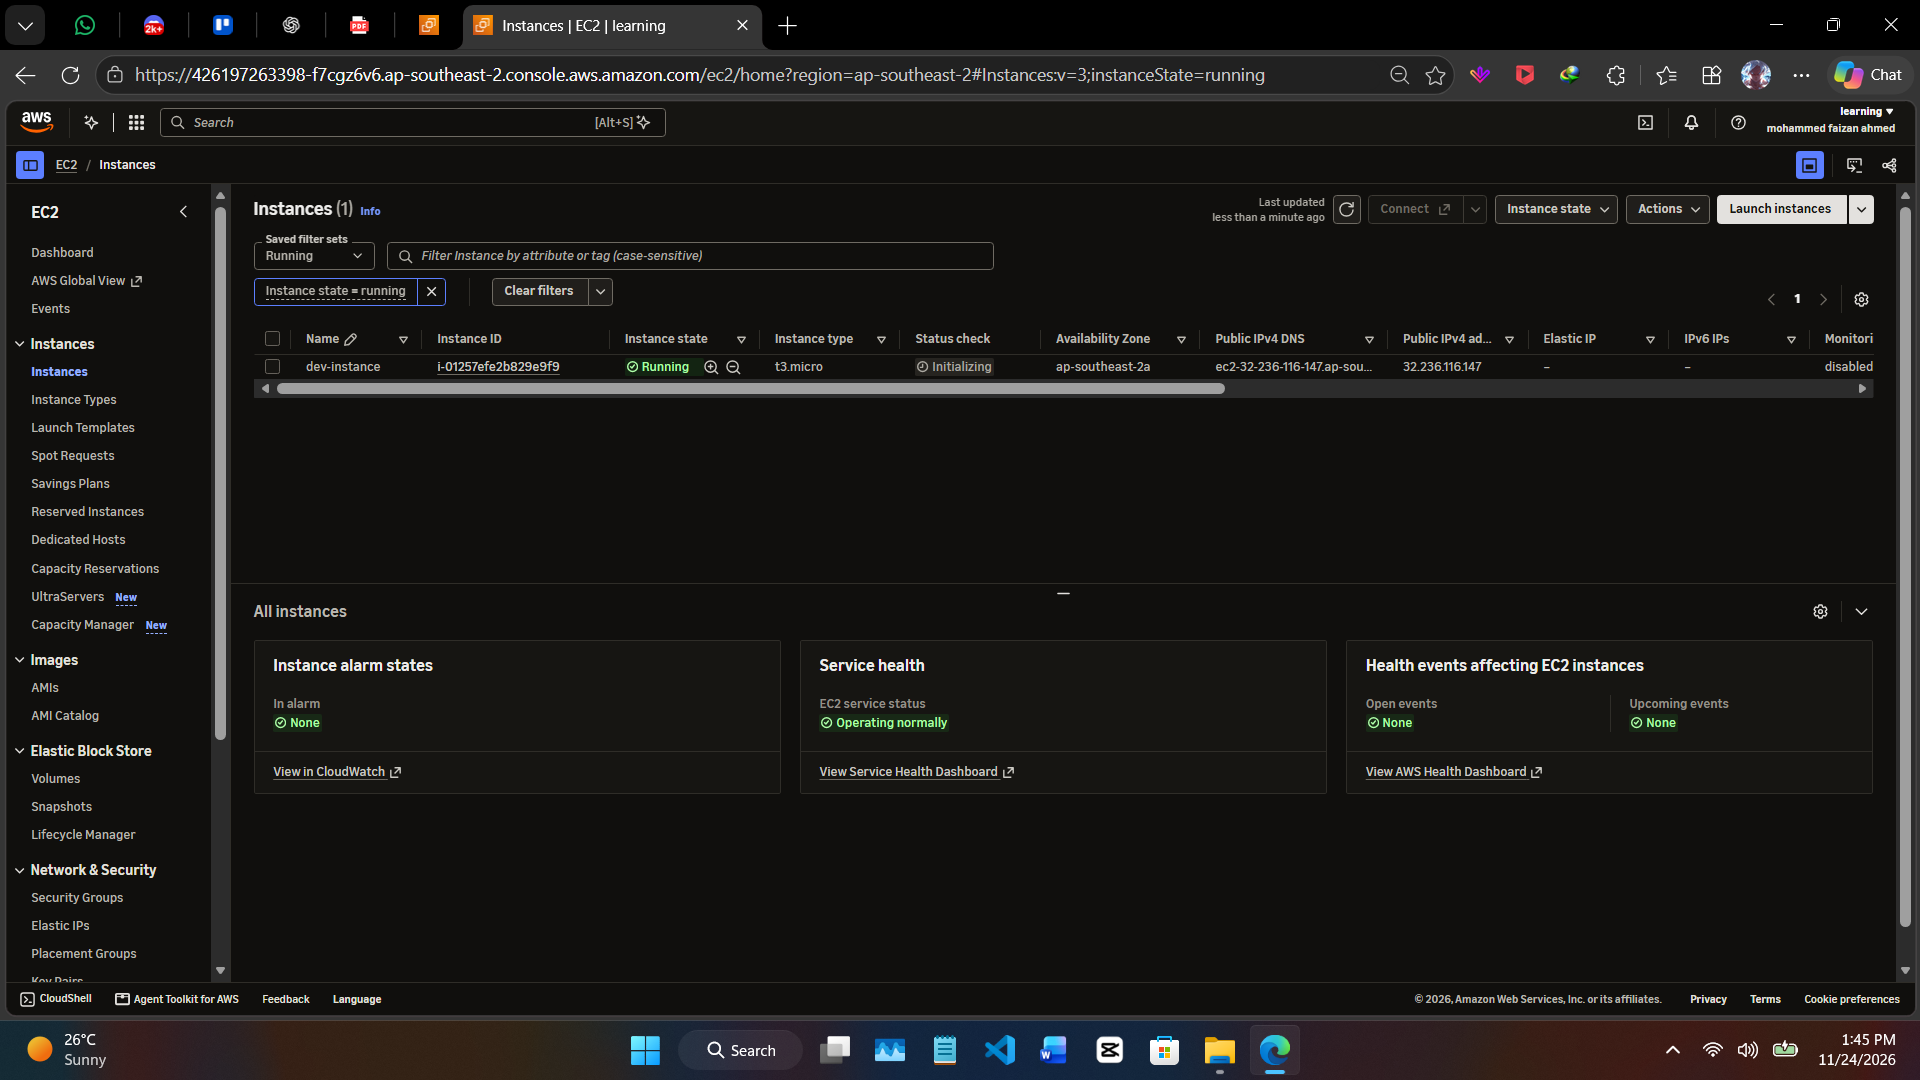 2k+
PDF
Instances | EC2 | learning
https://426197263398-f7cgz6v6.ap-southeast-2.console.aws.amazon.com/ec2/home?region=ap-southeast-2#Instances:v=3;instanceState=running
Chat
aws
Search
[Alt+S]
learning
mohammed faizan ahmed
EC2 / Instances
EC2
Dashboard
AWS Global View
Events
Instances
Instances
Instance Types
Launch Templates
Spot Requests
Savings Plans
Reserved Instances
Dedicated Hosts
Capacity Reservations
UltraServers New
Capacity Manager New
Images
AMIs
AMI Catalog
Elastic Block Store
Volumes
Snapshots
Lifecycle Manager
Network & Security
Security Groups
Elastic IPs
Placement Groups
Key Pairs
Instances (1) Info
Last updated
less than a minute ago
Connect
Instance state
Actions
Launch instances
Saved filter sets
Running
Filter Instance by attribute or tag (case-sensitive)
Instance state = running
Clear filters
1
Name Instance ID Instance state Instance type Status check Availability Zone Public IPv4 DNS Public IPv4 ad... Elastic IP IPv6 IPs Monitori
dev-instance i-01257efe2b829e9f9 Running t3.micro Initializing ap-southeast-2a ec2-32-236-116-147.ap-sou... 32.236.116.147 – – disabled
All instances
Instance alarm states
In alarm
None
View in CloudWatch
Service health
EC2 service status
Operating normally
View Service Health Dashboard
Health events affecting EC2 instances
Open events
None
Upcoming events
None
View AWS Health Dashboard
CloudShell Agent Toolkit for AWS Feedback Language
© 2026, Amazon Web Services, Inc. or its affiliates. Privacy Terms Cookie preferences
26°C
Sunny
Search
W
1:45 PM
11/24/2026